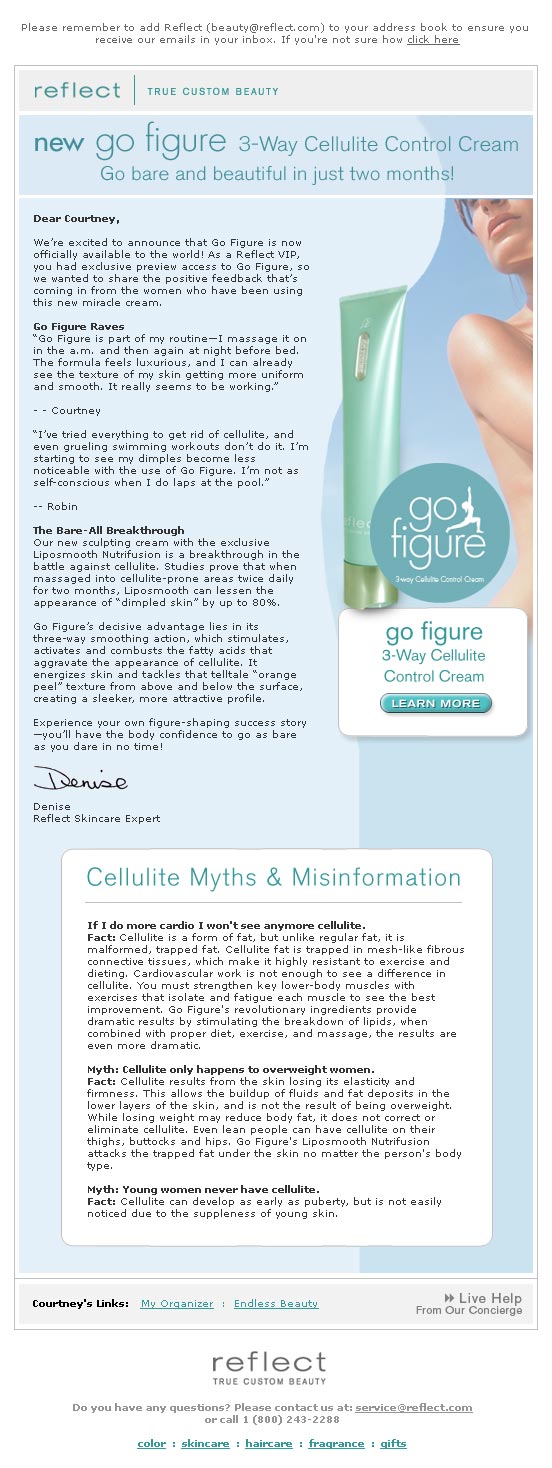 Please remember to add Reflect (beauty@reflect.com) to your address book to ensure you
receive our emails in your inbox. If you're not sure how click here
reflect TRUE CUSTOM BEAUTY
new go figure 3-Way Cellulite Control Cream
Go bare and beautiful in just two months!
Dear Courtney,
We're excited to announce that Go Figure is now
officially available to the world! As a Reflect VIP,
you had exclusive preview access to Go Figure, so
we wanted to share the positive feedback that's
coming in from the women who have been using
this new miracle cream.
Go Figure Raves
“Go Figure is part of my routine—I massage it on
in the a.m. and then again at night before bed.
The formula feels luxurious, and I can already
see the texture of my skin getting more uniform
and smooth. It really seems to be working.”
- - Courtney
“I've tried everything to get rid of cellulite, and
even grueling swimming workouts don't do it. I'm
starting to see my dimples become less
noticeable with the use of Go Figure. I'm not as
self-conscious when I do laps at the pool.”
-- Robin
The Bare-All Breakthrough
Our new sculpting cream with the exclusive
Liposmooth Nutrifusion is a breakthrough in the
battle against cellulite. Studies prove that when
massaged into cellulite-prone areas twice daily
for two months, Liposmooth can lessen the
appearance of “dimpled skin” by up to 80%.
Go Figure's decisive advantage lies in its
three-way smoothing action, which stimulates,
activates and combusts the fatty acids that
aggravate the appearance of cellulite. It
energizes skin and tackles that telltale “orange
peel” texture from above and below the surface,
creating a sleeker, more attractive profile.
Experience your own figure-shaping success story
—you'll have the body confidence to go as bare
as you dare in no time!
Denise
Denise
Reflect Skincare Expert
reflec
go
figure
3-way Cellulite Control Cream
go figure
3-Way Cellulite
Control Cream
LEARN MORE
Cellulite Myths & Misinformation
If I do more cardio I won't see anymore cellulite.
Fact: Cellulite is a form of fat, but unlike regular fat, it is
malformed, trapped fat. Cellulite fat is trapped in mesh-like fibrous
connective tissues, which make it highly resistant to exercise and
dieting. Cardiovascular work is not enough to see a difference in
cellulite. You must strengthen key lower-body muscles with
exercises that isolate and fatigue each muscle to see the best
improvement. Go Figure's revolutionary ingredients provide
dramatic results by stimulating the breakdown of lipids, when
combined with proper diet, exercise, and massage, the results are
even more dramatic.
Myth: Cellulite only happens to overweight women.
Fact: Cellulite results from the skin losing its elasticity and
firmness. This allows the buildup of fluids and fat deposits in the
lower layers of the skin, and is not the result of being overweight.
While losing weight may reduce body fat, it does not correct or
eliminate cellulite. Even lean people can have cellulite on their
thighs, buttocks and hips. Go Figure's Liposmooth Nutrifusion
attacks the trapped fat under the skin no matter the person's body
type.
Myth: Young women never have cellulite.
Fact: Cellulite can develop as early as puberty, but is not easily
noticed due to the suppleness of young skin.
Courtney's Links: My Organizer : Endless Beauty
Live Help
From Our Concierge
reflect
TRUE CUSTOM BEAUTY
Do you have any questions? Please contact us at: service@reflect.com
or call 1 (800) 243-2288
color : skincare : haircare : fragrance : gifts